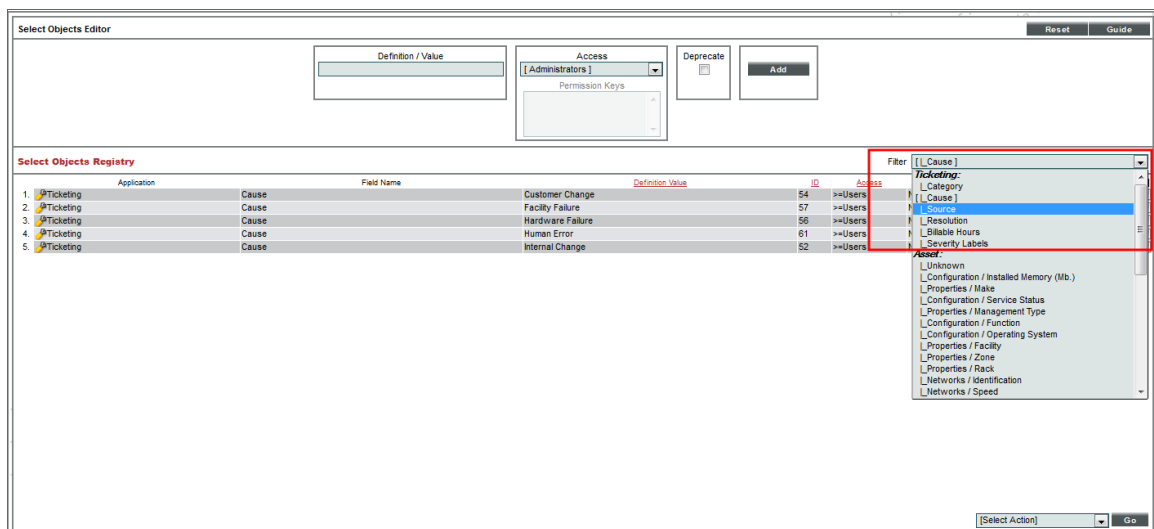 Select Objects Editor Reset Guide
Definition / Value Access Deprecate
[ Administrators ] Add
Permission Keys
Select Objects Registry Filter [ |_Cause ]
Application Field Name Definition Value ID Access
Ticketing:
|_Category
1. Ticketing Cause Customer Change 54 >=Users
[ |_Cause ]
2. Ticketing Cause Facility Failure 57 >=Users
|_Source
3. Ticketing Cause Hardware Failure 56 >=Users
|_Resolution
4. Ticketing Cause Human Error 61 >=Users
|_Billable Hours
5. Ticketing Cause Internal Change 52 >=Users
|_Severity Labels
Asset:
|_Unknown
|_Configuration / Installed Memory (Mb.)
|_Properties / Make
|_Configuration / Service Status
|_Properties / Management Type
|_Configuration / Function
|_Configuration / Operating System
|_Properties / Facility
|_Properties / Zone
|_Properties / Rack
|_Networks / Identification
|_Networks / Speed
[Select Action] Go